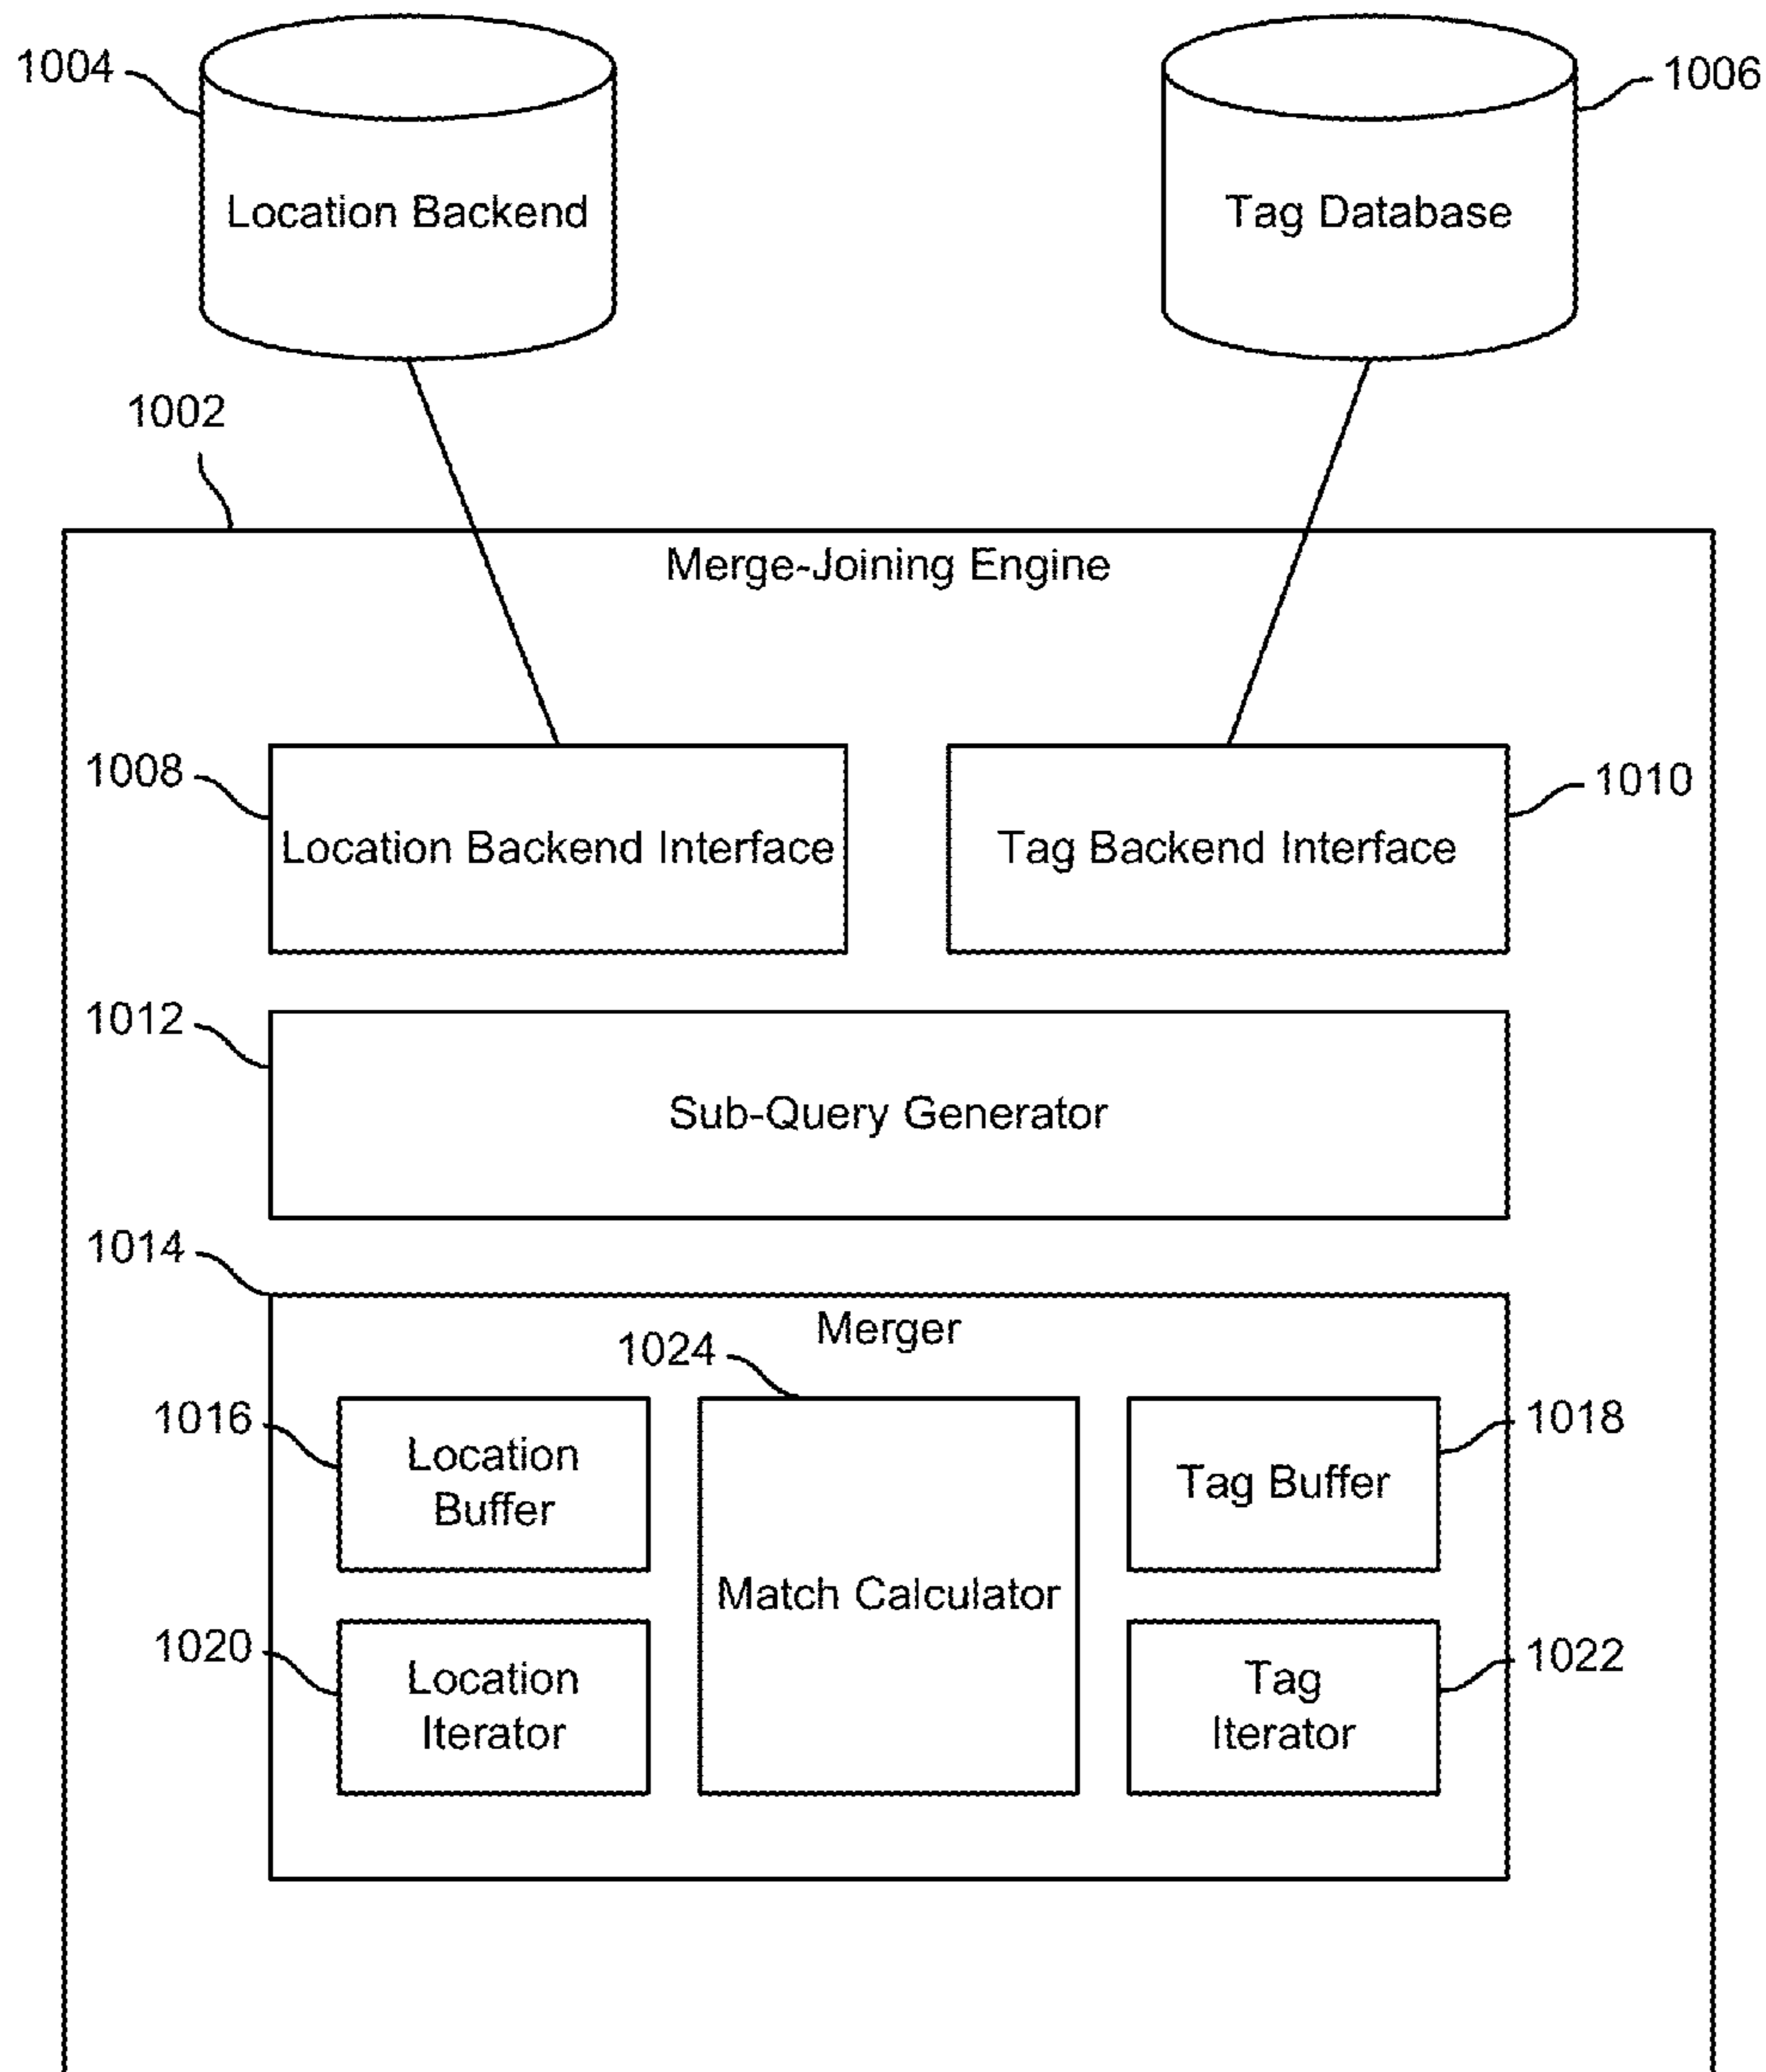 1004
1006
Location Backend
Tag Database
1002
Merge-Joining Engine
1008
1010
Location Backend Interface
Tag Backend Interface
1012
Sub-Query Generator
1014
Merger
1024
1016
1018
Location
Buffer
Tag Buffer
Match Calculator
1020
1022
Location
Iterator
Tag
Iterator